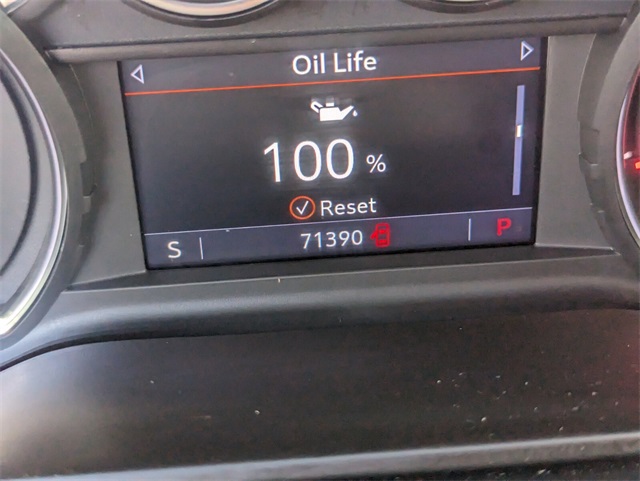 Oil Life
100 %
Reset
S 71390 P